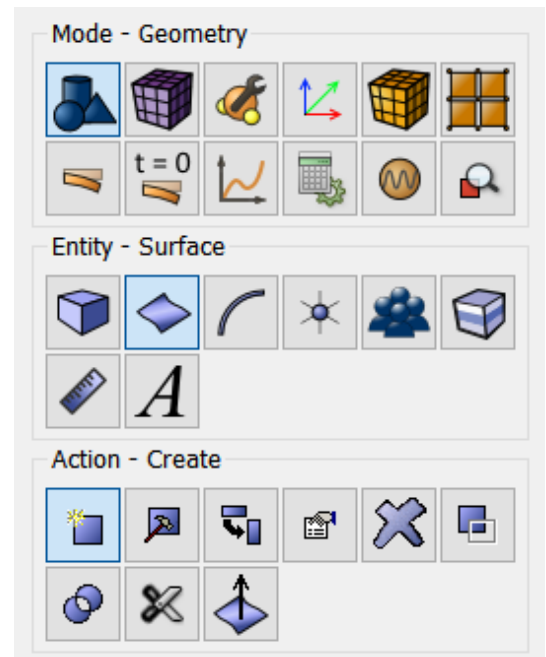 Mode - Geometry
t = 0
Entity - Surface
A
Action - Create